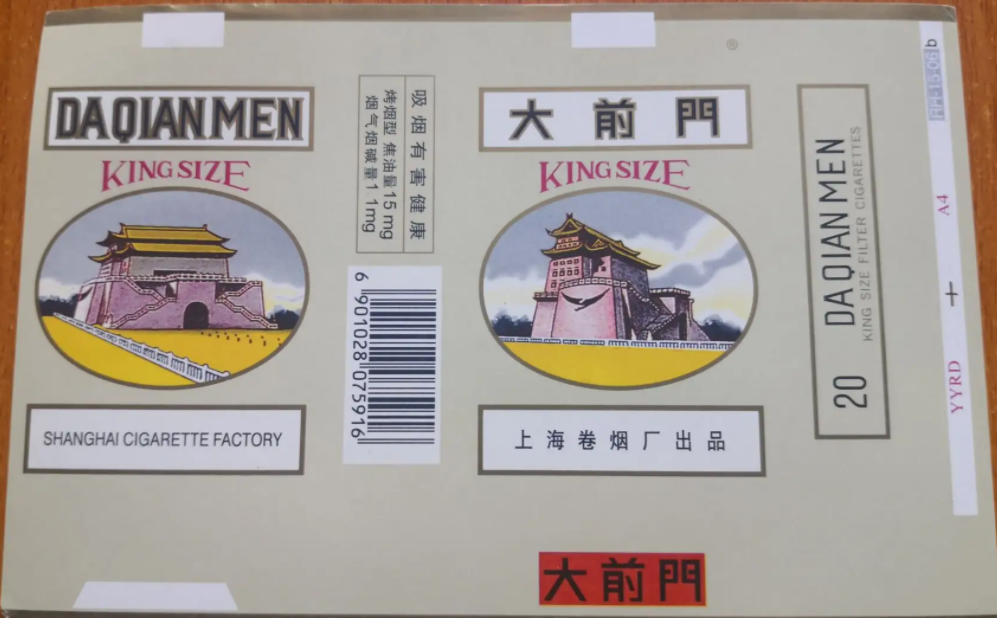 DAQIANMEN
KING SIZE
SHANGHAI CIGARETTE FACTORY
吸烟有害健康
烤烟型 焦油量15mg
烟气烟碱量1 1mg
6 901028 075916
®
大前門
KING SIZE
上海卷烟厂出品
大前門
20 DAQIANMEN
KING SIZE FILTER CIGARETTES
b
A4
YYRD